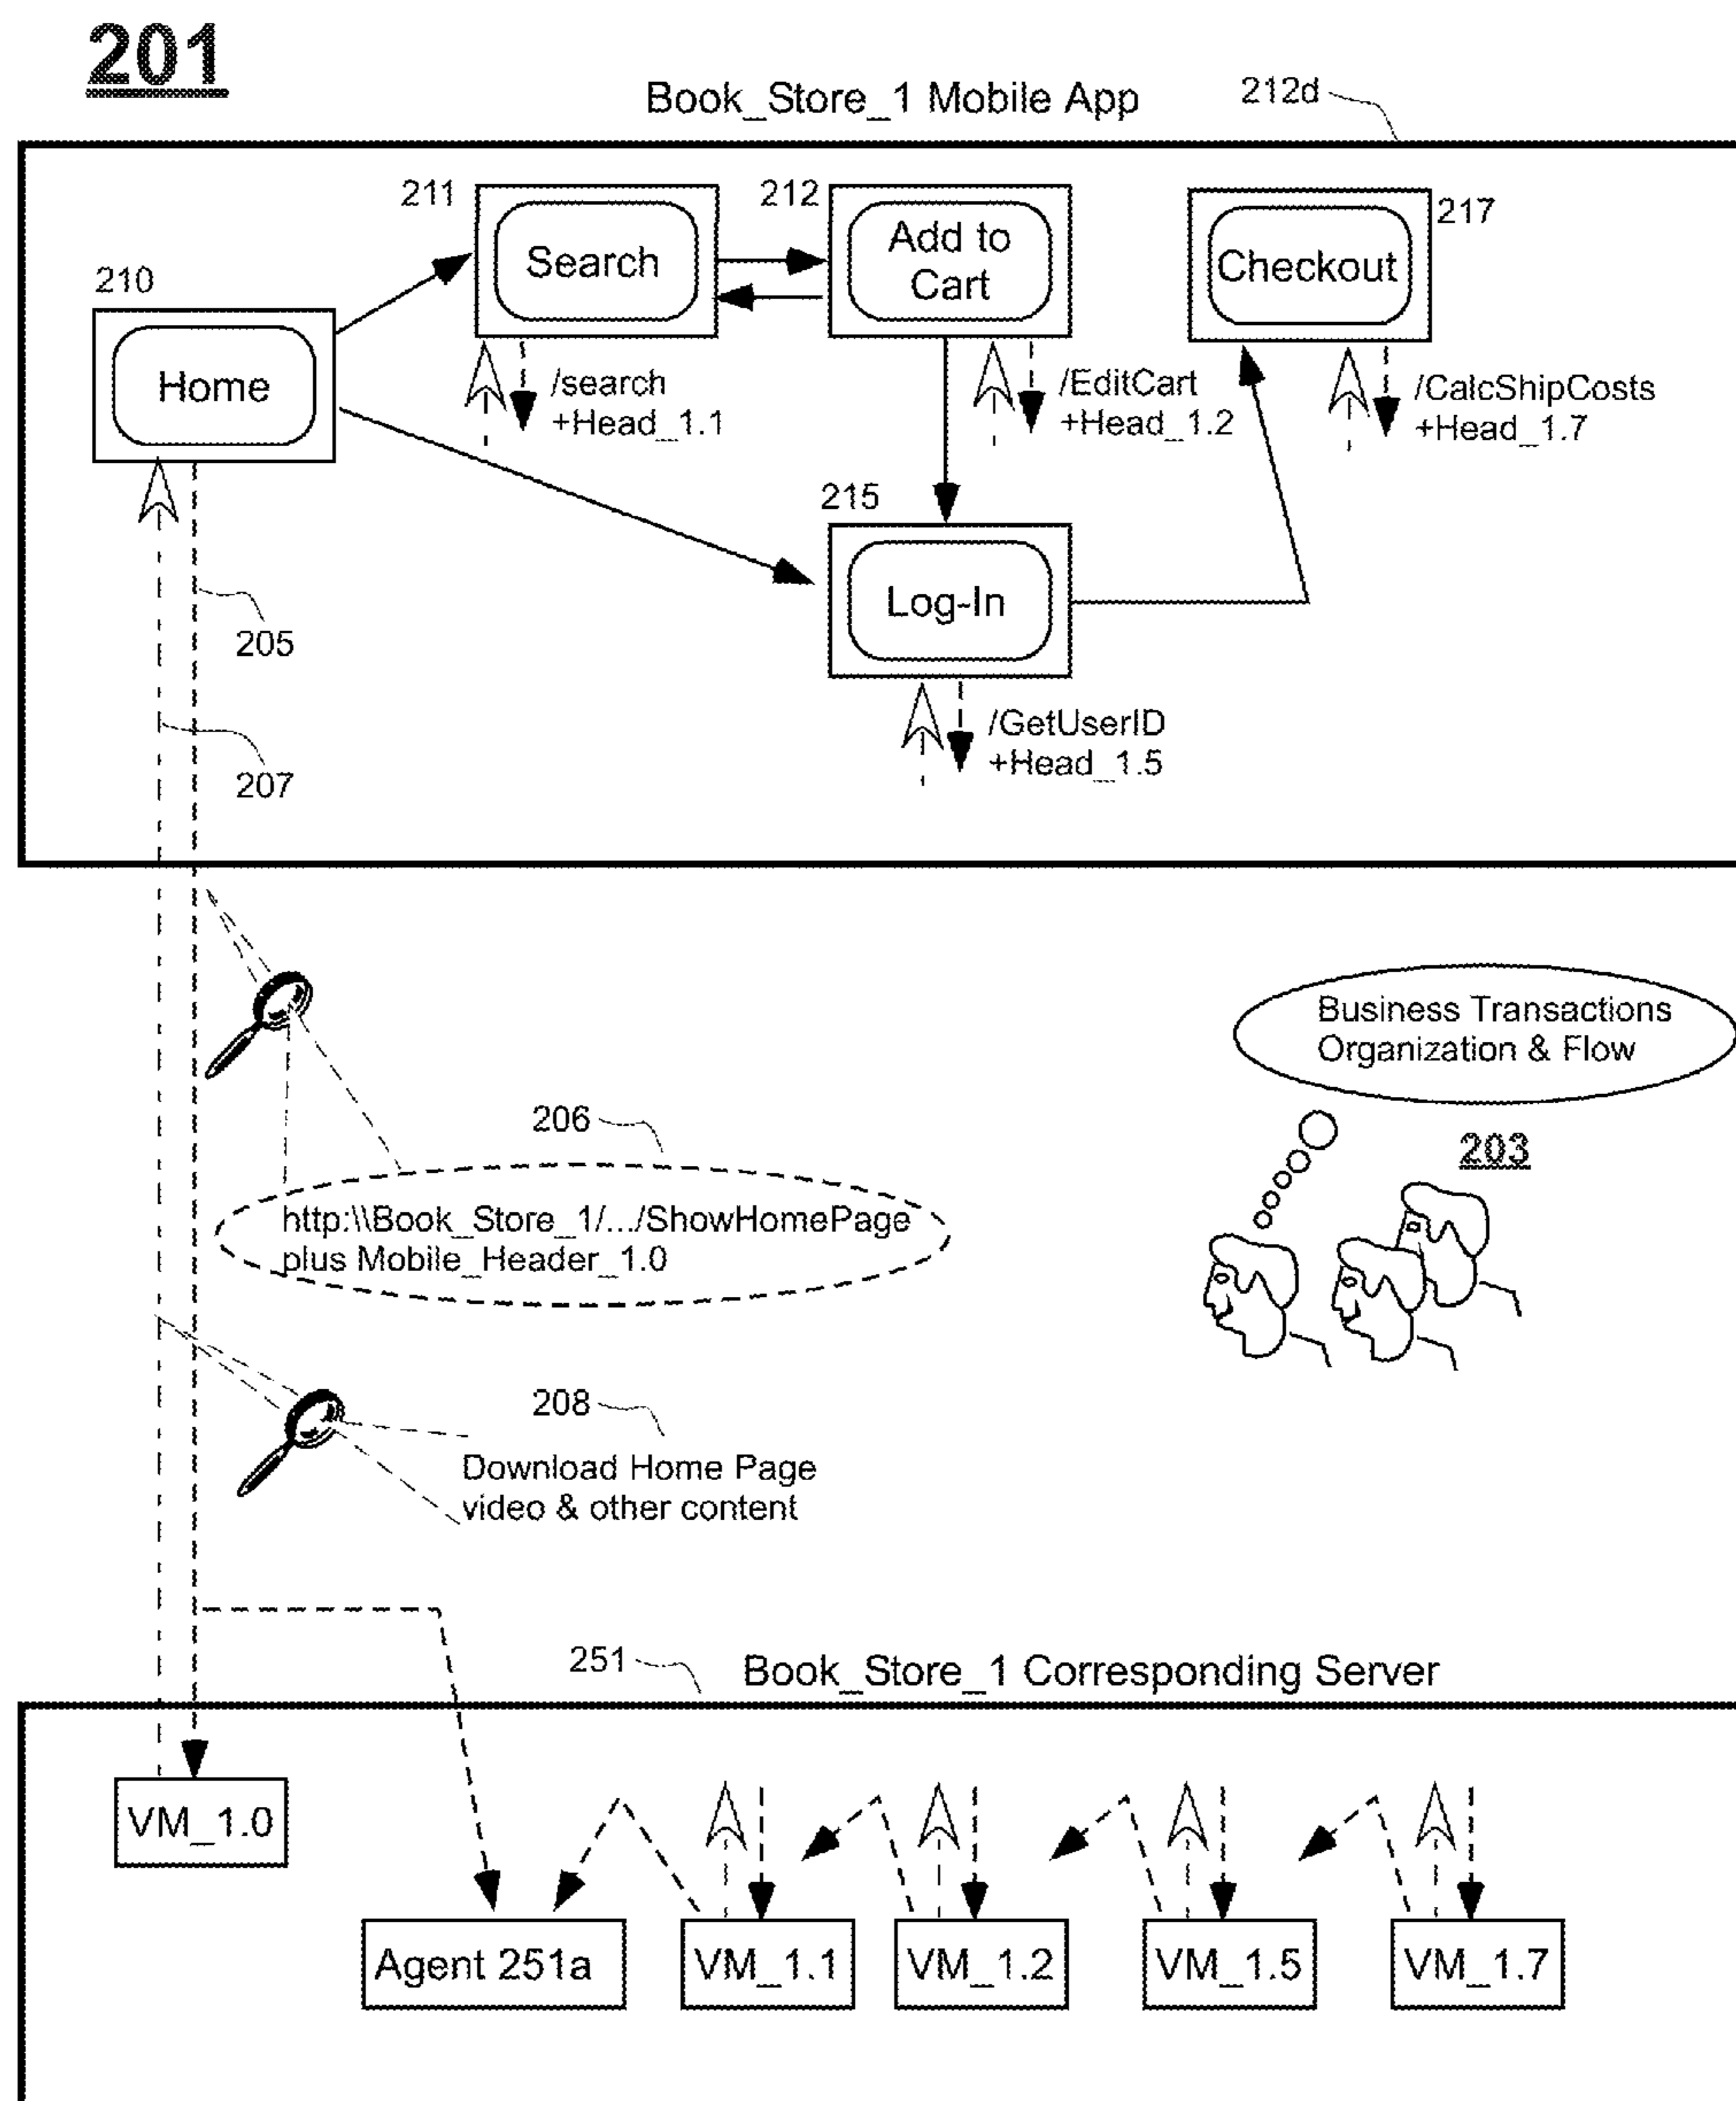 201
Book_Store_1 Mobile App
212d
211
212
217
210
Search
Add to
Cart
Checkout
Home
/search
+Head_1.1
/EditCart
+Head_1.2
/CalcShipCosts
+Head_1.7
215
Log-In
205
/GetUserID
+Head_1.5
207
Business Transactions
Organization & Flow
206
203
http:\\Book_Store_1/.../ShowHomePage
plus Mobile_Header_1.0
208
Download Home Page
video & other content
251
Book_Store_1 Corresponding Server
VM_1.0
Agent 251a
VM_1.1
VM_1.2
VM_1.5
VM_1.7